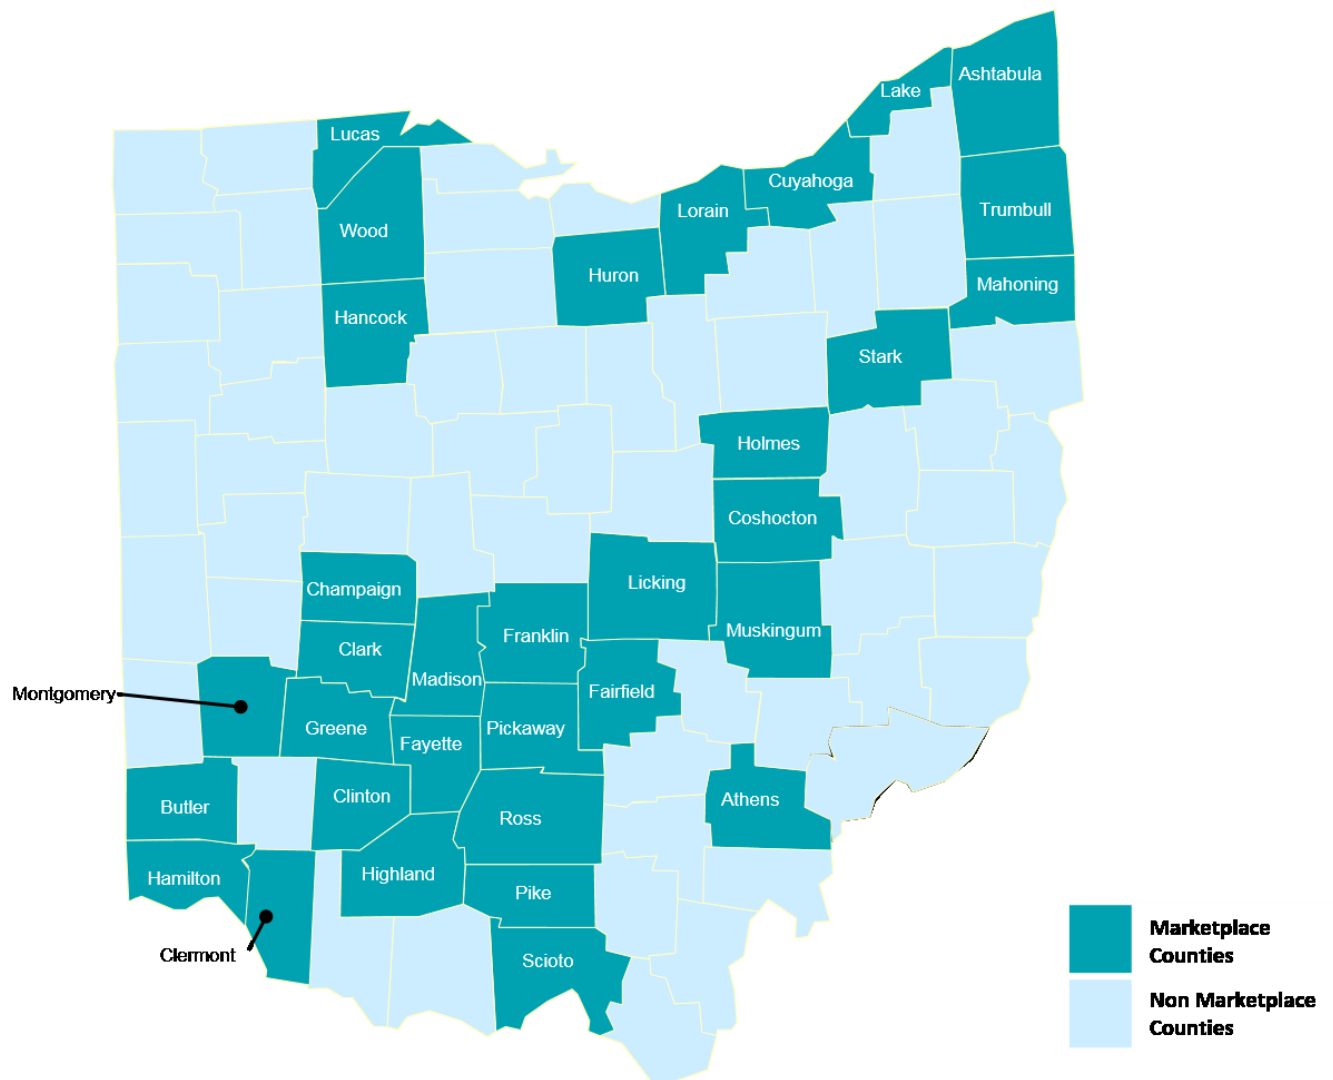 Ashtabula
Lake
Lucas
Cuyahoga
Lorain
Trumbull
Wood
Huron
Mahoning
Hancock
Stark
Holmes
Coshocton
Licking
Champaign
Muskingum
Franklin
Clark
Madison
Fairfield
Montgomery
Greene
Pickaway
Fayette
Clinton
Athens
Butler
Ross
Highland
Hamilton
Pike
Clermont
Scioto
Marketplace
Counties
Non Marketplace
Counties